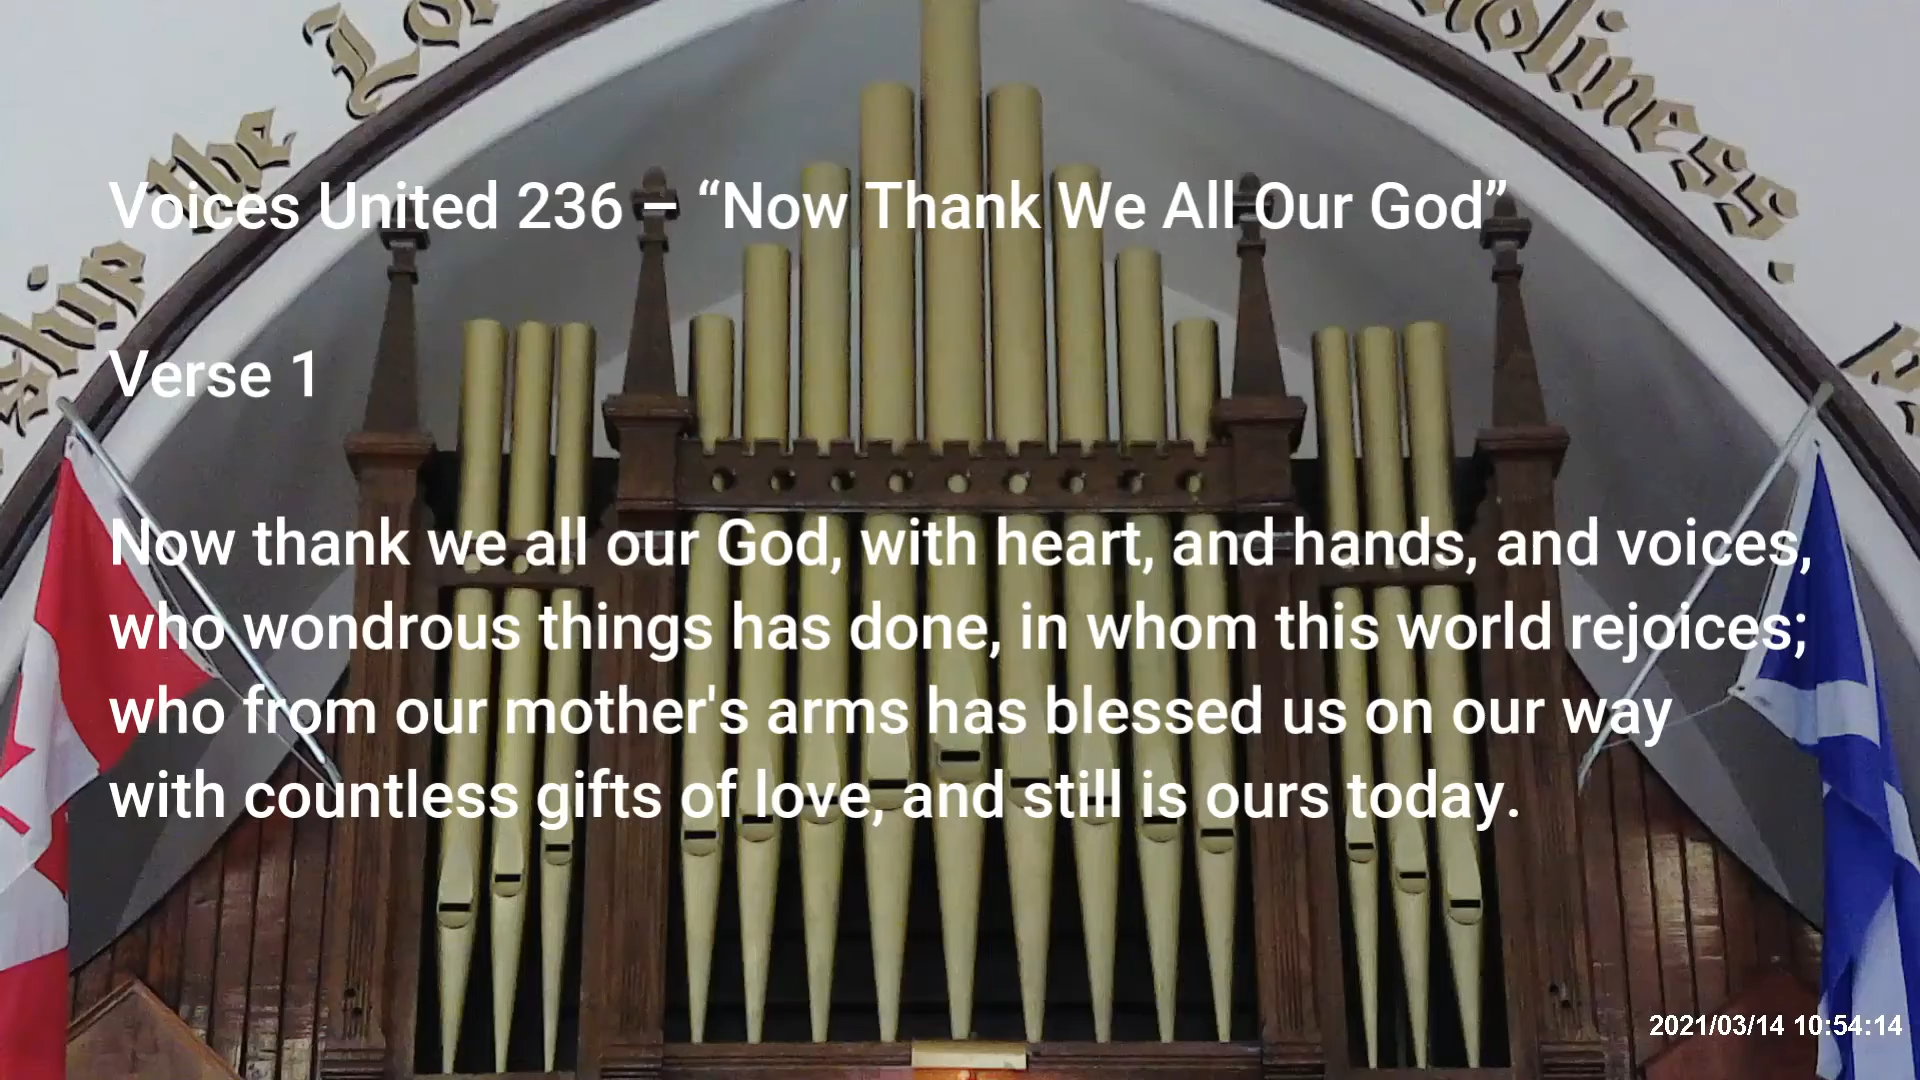 ship the Lo
holiness.
Voices United 236 – “Now Thank We All Our God”
Verse 1
Now thank we all our God, with heart, and hands, and voices,
who wondrous things has done, in whom this world rejoices;
who from our mother's arms has blessed us on our way
with countless gifts of love, and still is ours today.
2021/03/14 10:54:14